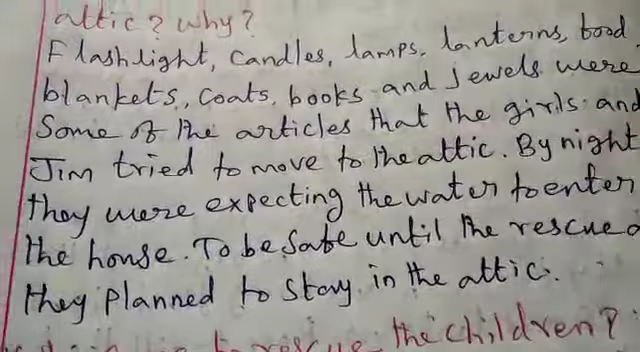 attic? why?
Flashlight, candles, lamps, lanterns, food
blankets, coats, books and jewels were
Some of the articles that the girls and
Jim tried to move to the attic. By night
they were expecting the water to enter
the house. To be safe until the rescue
they planned to stay in the attic.
to rescue the children?